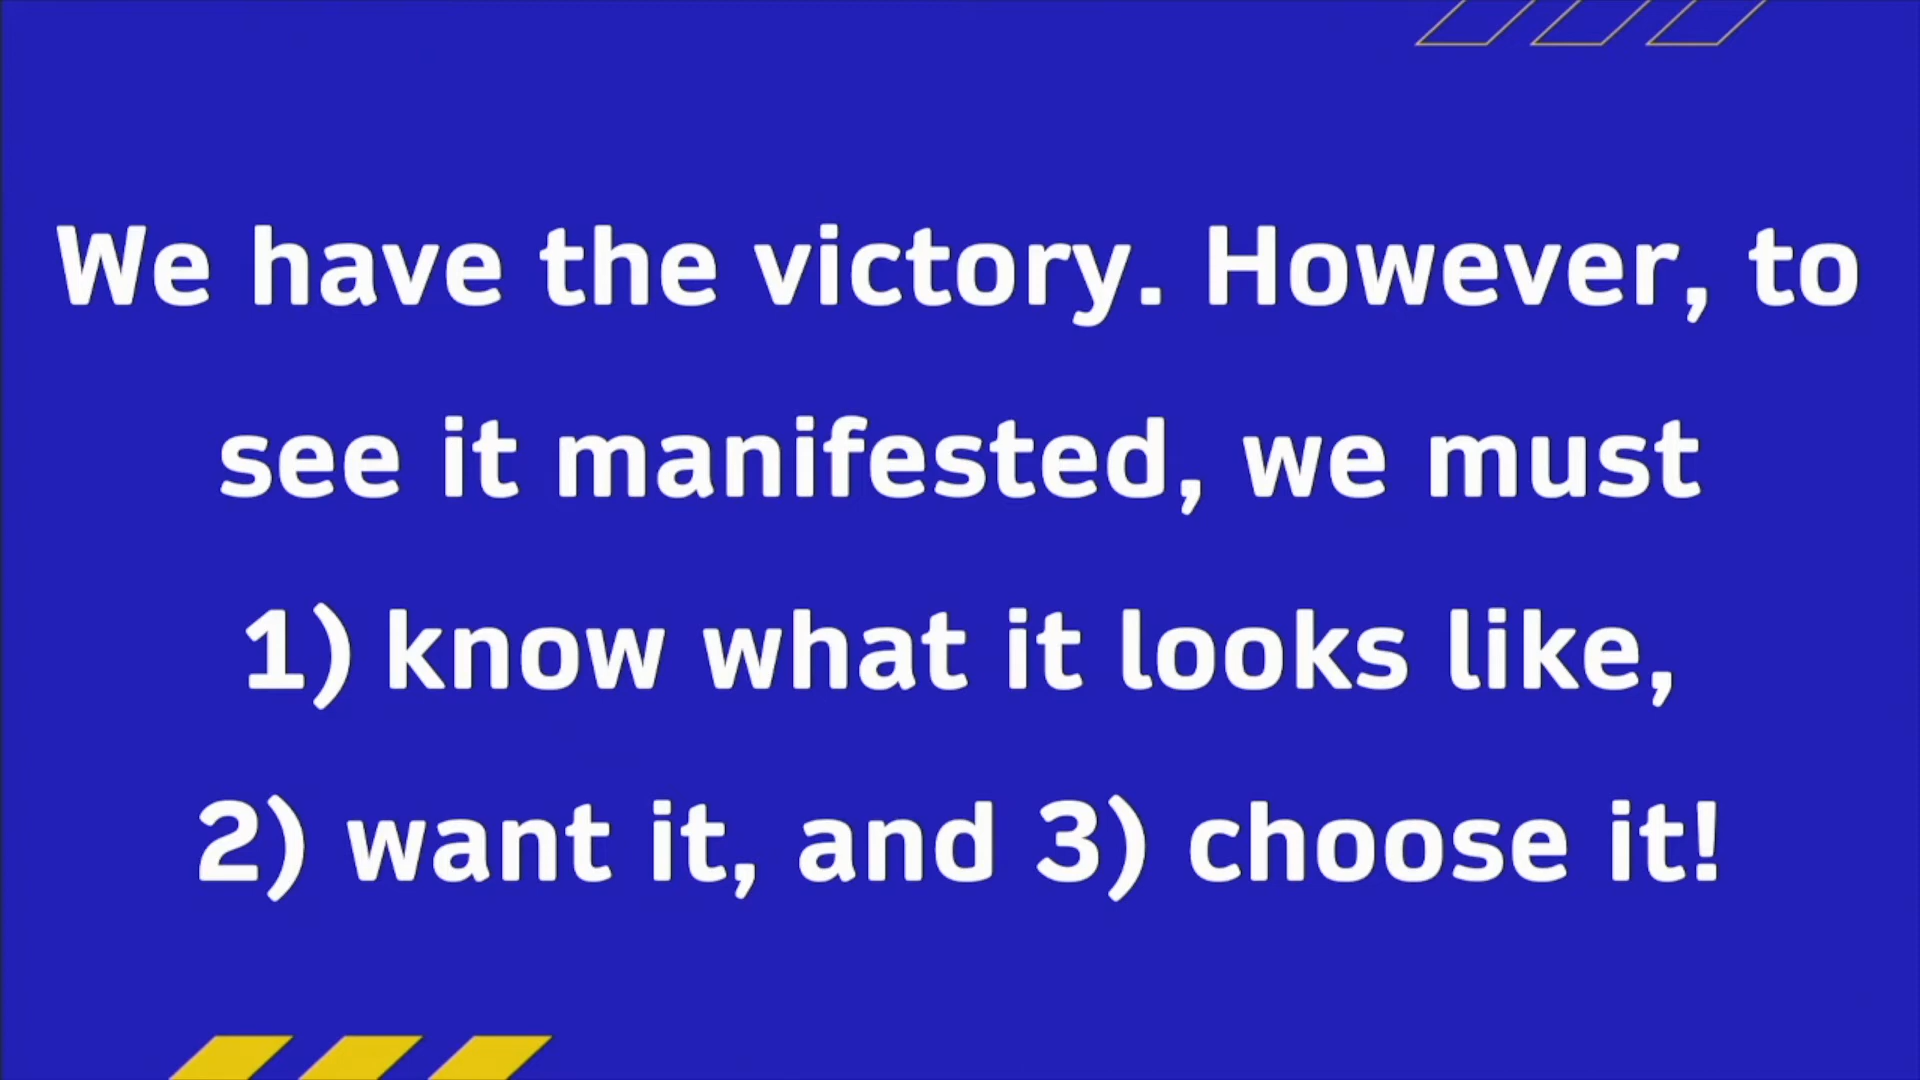 We have the victory. However, to
see it manifested, we must
1) know what it looks like,
2) want it, and 3) choose it!